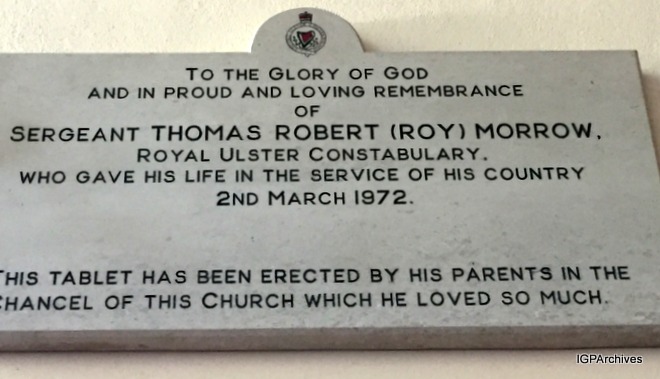 To the Glory of God
and in proud and loving remembrance
of
Sergeant THOMAS ROBERT (ROY) MORROW,
Royal Ulster Constabulary.
who gave his life in the service of his country
2nd March 1972.
This tablet has been erected by his parents in the
chancel of this Church which he loved so much.
IGPArchives